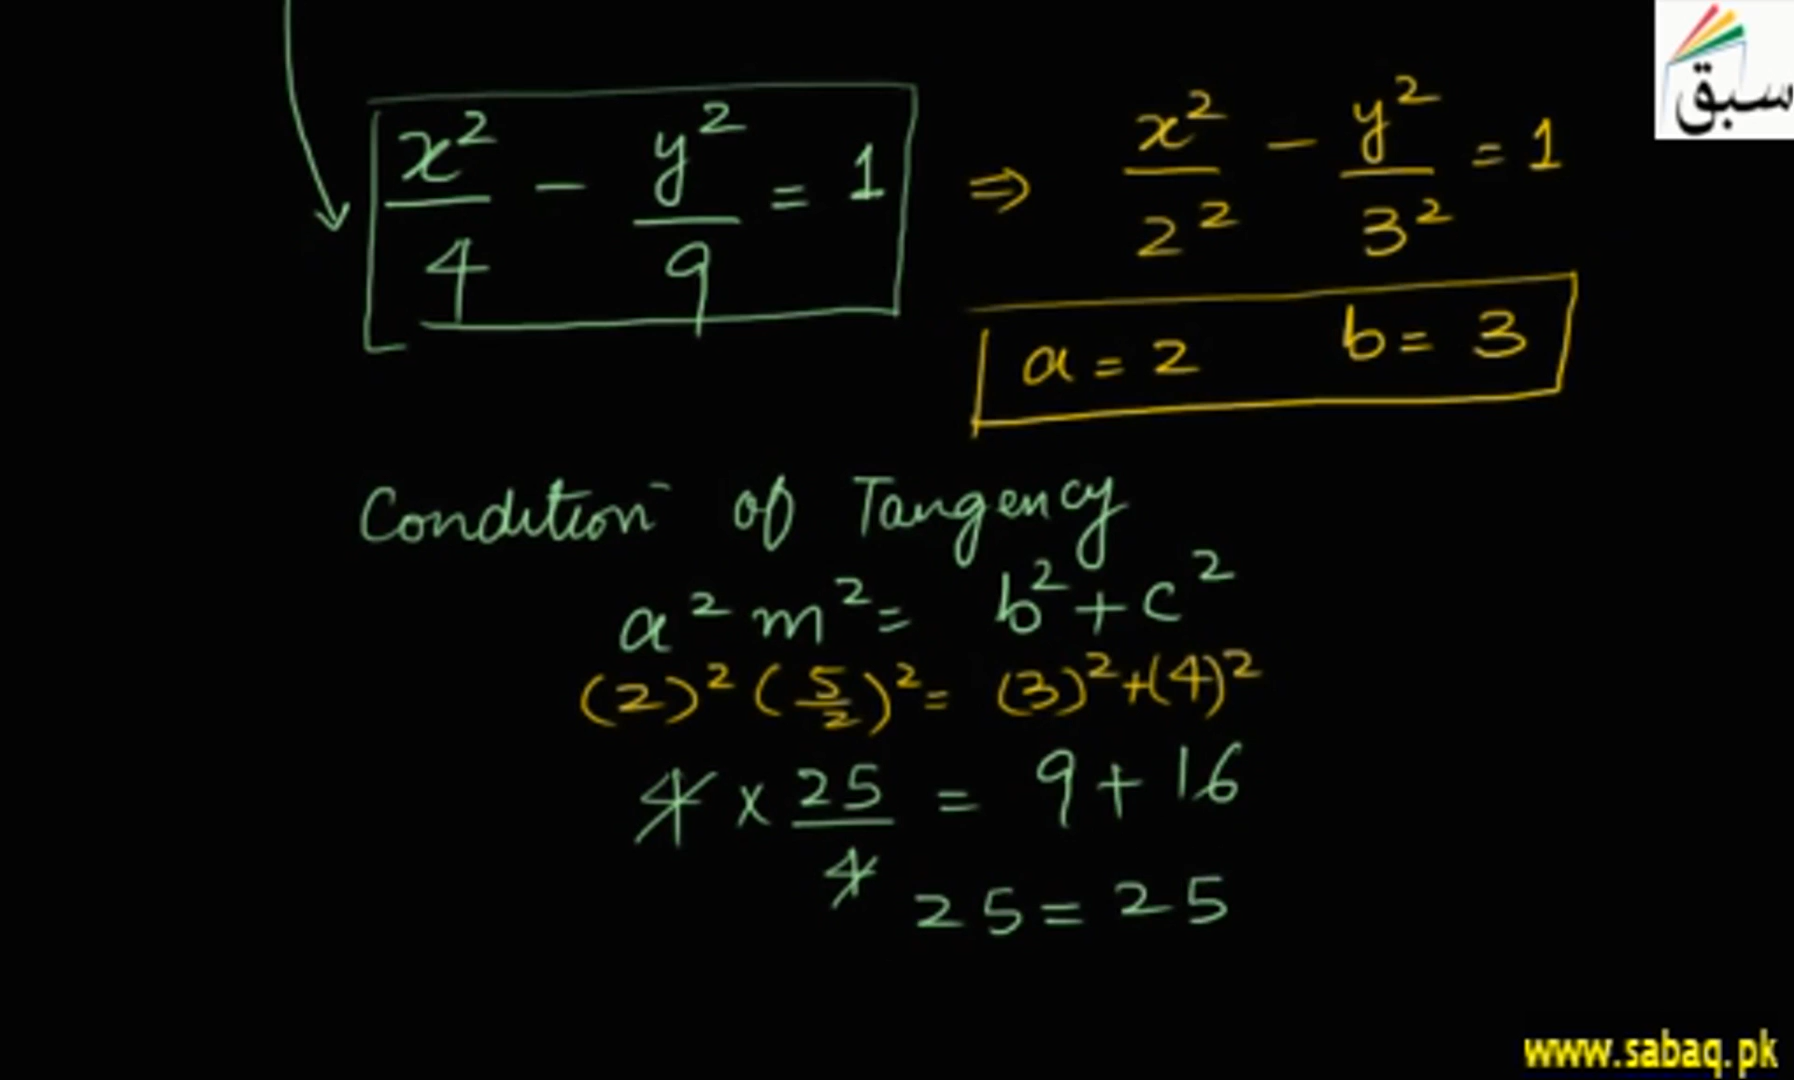 سبق
x²/4 - y²/9 = 1 ⇒ x²/2² - y²/3² = 1
a = 2 b = 3
Condition of Tangency
a²m² = b² + c²
(2)² (5/2)² = (3)² + (4)²
4 × 25/4 = 9 + 16
25 = 25
www.sabaq.pk